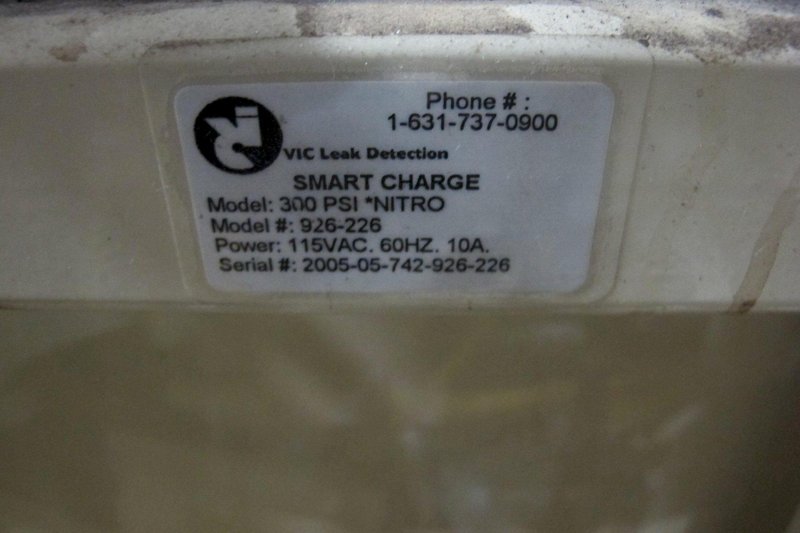 Phone # :
1-631-737-0900
VIC Leak Detection
SMART CHARGE
Model: 300 PSI *NITRO
Model #: 926-226
Power: 115VAC. 60HZ. 10A.
Serial #: 2005-05-742-926-226